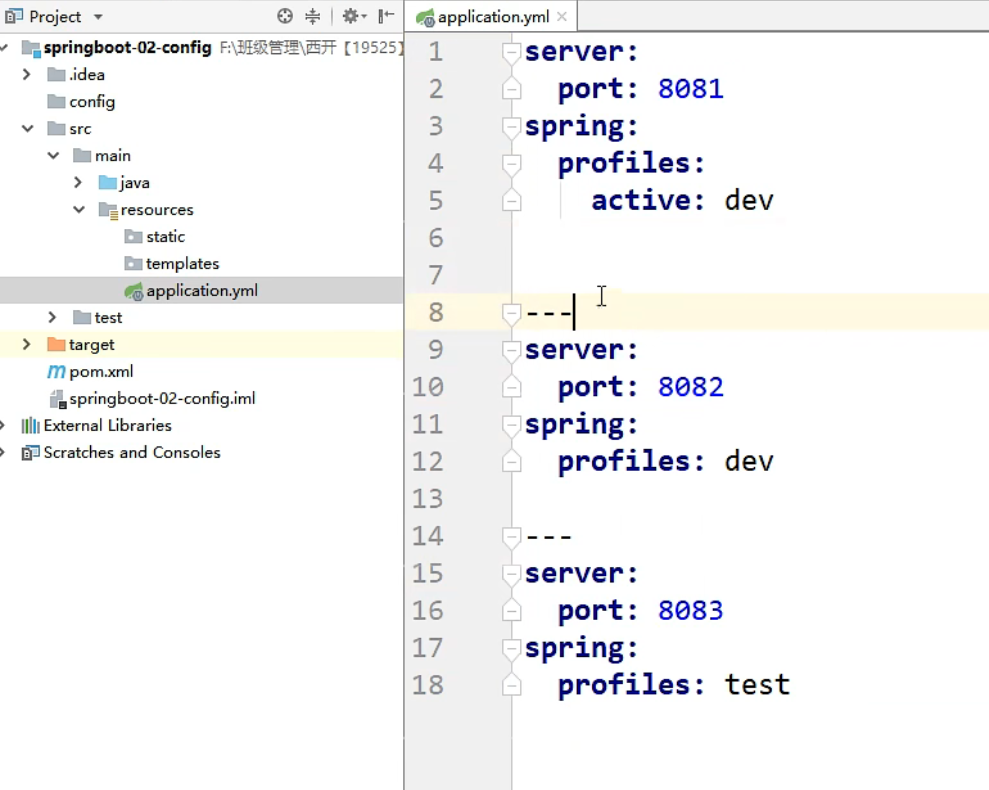 Project
springboot-02-config F:\班级管理\西开【19525】
.idea
config
src
main
java
resources
static
templates
application.yml
test
target
pom.xml
springboot-02-config.iml
External Libraries
Scratches and Consoles
application.yml
1 server:
2   port: 8081
3 spring:
4   profiles:
5     active: dev
6
7
8 ---
9 server:
10   port: 8082
11 spring:
12   profiles: dev
13
14 ---
15 server:
16   port: 8083
17 spring:
18   profiles: test